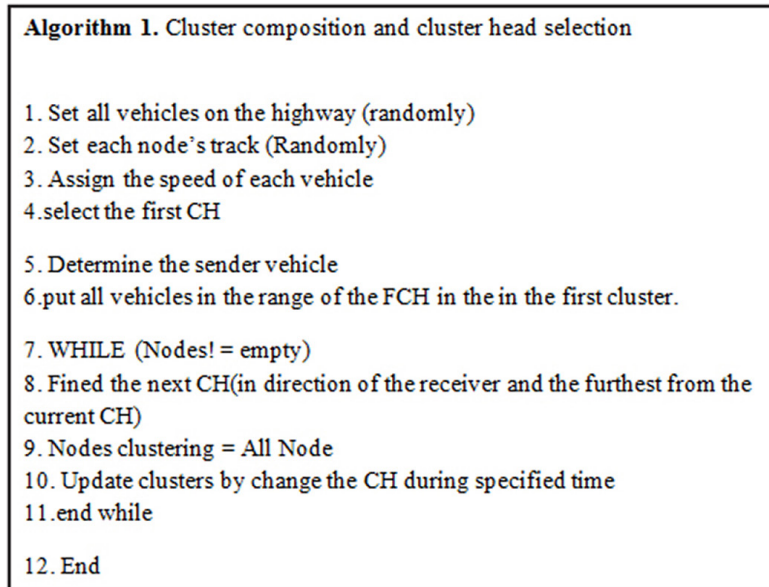 Algorithm 1. Cluster composition and cluster head selection
1. Set all vehicles on the highway (randomly)
2. Set each node’s track (Randomly)
3. Assign the speed of each vehicle
4.select the first CH
5. Determine the sender vehicle
6.put all vehicles in the range of the FCH in the in the first cluster.
7. WHILE (Nodes! = empty)
8. Fined the next CH(in direction of the receiver and the furthest from the
current CH)
9. Nodes clustering = All Node
10. Update clusters by change the CH during specified time
11.end while
12. End